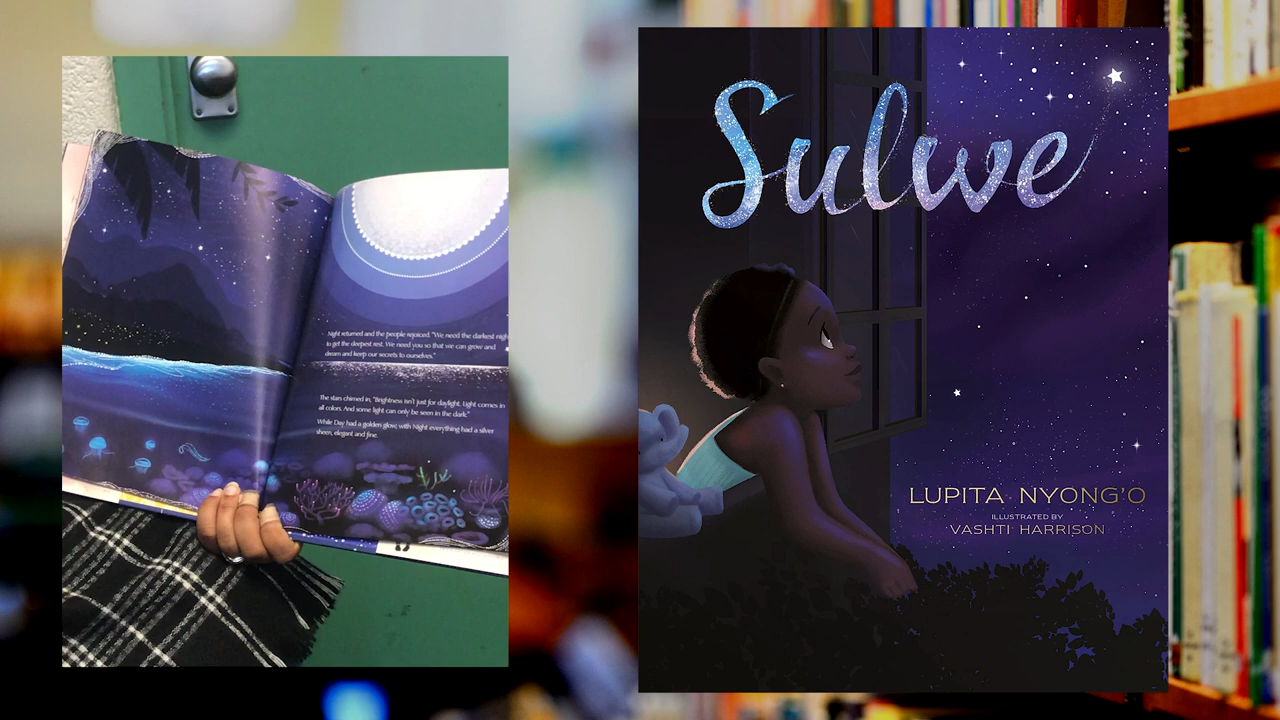 Night returned and the people rejoiced. "We need the darkest nigh
to get the deepest rest. We need you so that we can grow and
dream and keep our secrets to ourselves."
The stars chimed in, "Brightness isn't just for daylight. Light comes in
all colors. And some light can only be seen in the dark."
While Day had a golden glow, with Night everything had a silver
sheen, elegant and fine.
Sulwe
LUPITA NYONG'O
ILLUSTRATED BY
VASHTI HARRISON